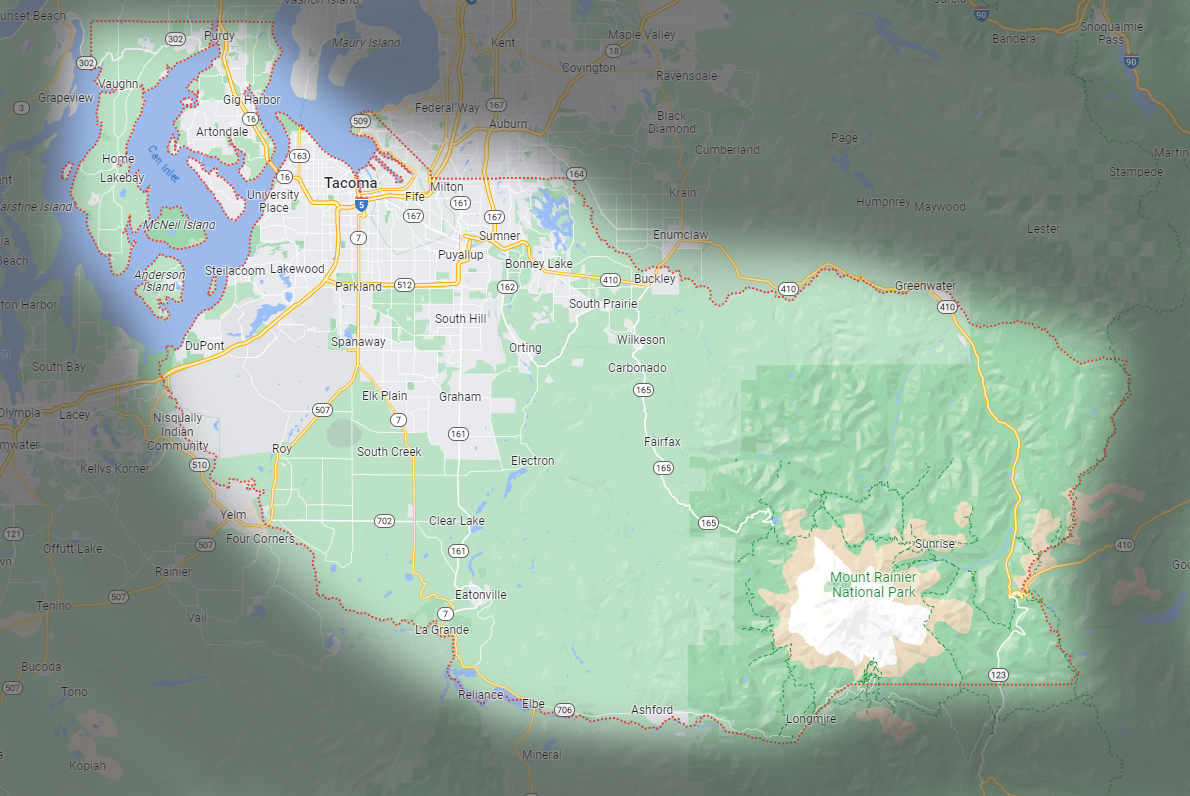 Vashon Island
Sunset Beach
Gurdy
90
Snoqualmie
Pass
302
Purdy
Maury Island
Kent
Maple Valley
18
Bandera
302
Covington
Ravensdale
90
Vaughn
Grapeview
3
Gig Harbor
16
Federal Way
167
Auburn
Black
Diamond
509
Artondale
Page
Cumberland
Home
Lakebay
Carr Inlet
163
16
164
Martin
Stampede
Tacoma
Milton
Fife
5
161
167
167
University
Place
Krain
Humphrey
Maywood
McNeil Island
7
Sumner
Enumclaw
Lester
Puyallup
Bonney Lake
Anderson
Island
Steilacoom
Lakewood
Parkland
512
162
410
Buckley
410
Greenwater
410
South Prairie
South Hill
DuPont
Spanaway
Orting
Wilkeson
Carbonado
165
South Bay
Elk Plain
Graham
Olympia
Lacey
507
7
Nisqually
Indian
Community
161
Fairfax
Roy
South Creek
Electron
165
510
Kellys Korner
Yelm
702
Clear Lake
165
Four Corners
121
507
Offutt Lake
161
Sunrise
410
Rainier
Mount Rainier
National Park
507
Tenino
Vail
Eatonville
7
La Grande
Bucoda
507
Tono
123
Reliance
Elbe
706
Ashford
Longmire
Mineral
Kopiah